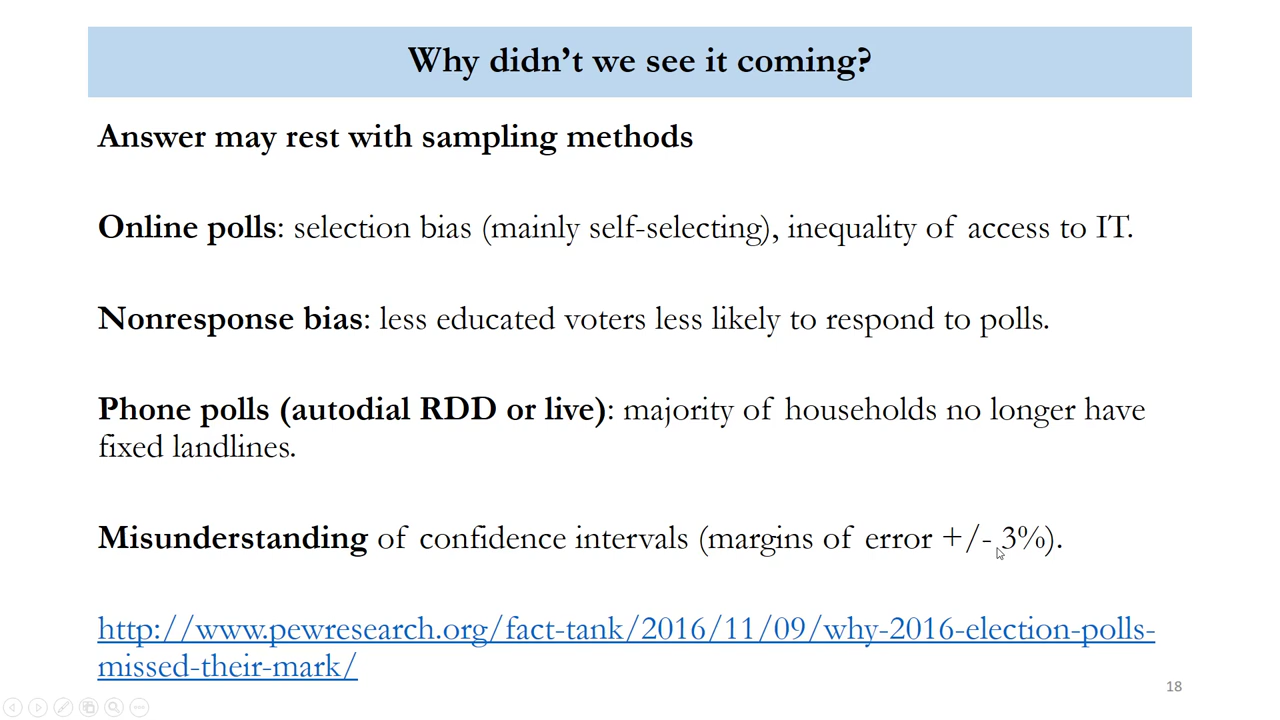 Why didn’t we see it coming?
Answer may rest with sampling methods
Online polls: selection bias (mainly self-selecting), inequality of access to IT.
Nonresponse bias: less educated voters less likely to respond to polls.
Phone polls (autodial RDD or live): majority of households no longer have
fixed landlines.
Misunderstanding of confidence intervals (margins of error +/- 3%).
http://www.pewresearch.org/fact-tank/2016/11/09/why-2016-election-polls-
missed-their-mark/
18